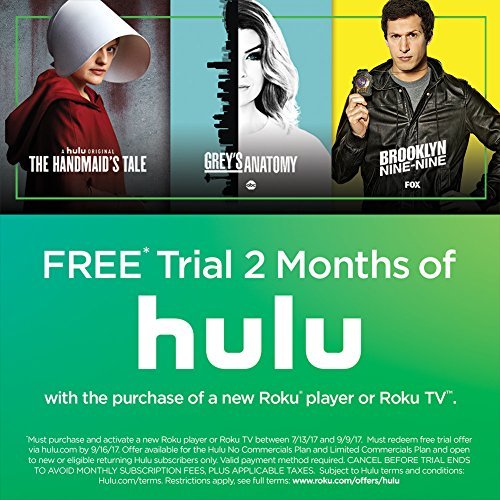 A hulu ORIGINAL
THE HANDMAID'S TALE
GREY'S ANATOMY
abc
BROOKLYN
NINE-NINE
FOX
FREE* Trial 2 Months of
hulu
with the purchase of a new Roku® player or Roku TV™.
*Must purchase and activate a new Roku player or Roku TV between 7/13/17 and 9/9/17. Must redeem free trial offer
via hulu.com by 9/16/17. Offer available for the Hulu No Commercials Plan and Limited Commercials Plan and open
to new or eligible returning Hulu subscribers only. Valid payment method required. CANCEL BEFORE TRIAL ENDS
TO AVOID MONTHLY SUBSCRIPTION FEES, PLUS APPLICABLE TAXES. Subject to Hulu terms and conditions:
Hulu.com/terms. Restrictions apply, see full terms: www.roku.com/offers/hulu